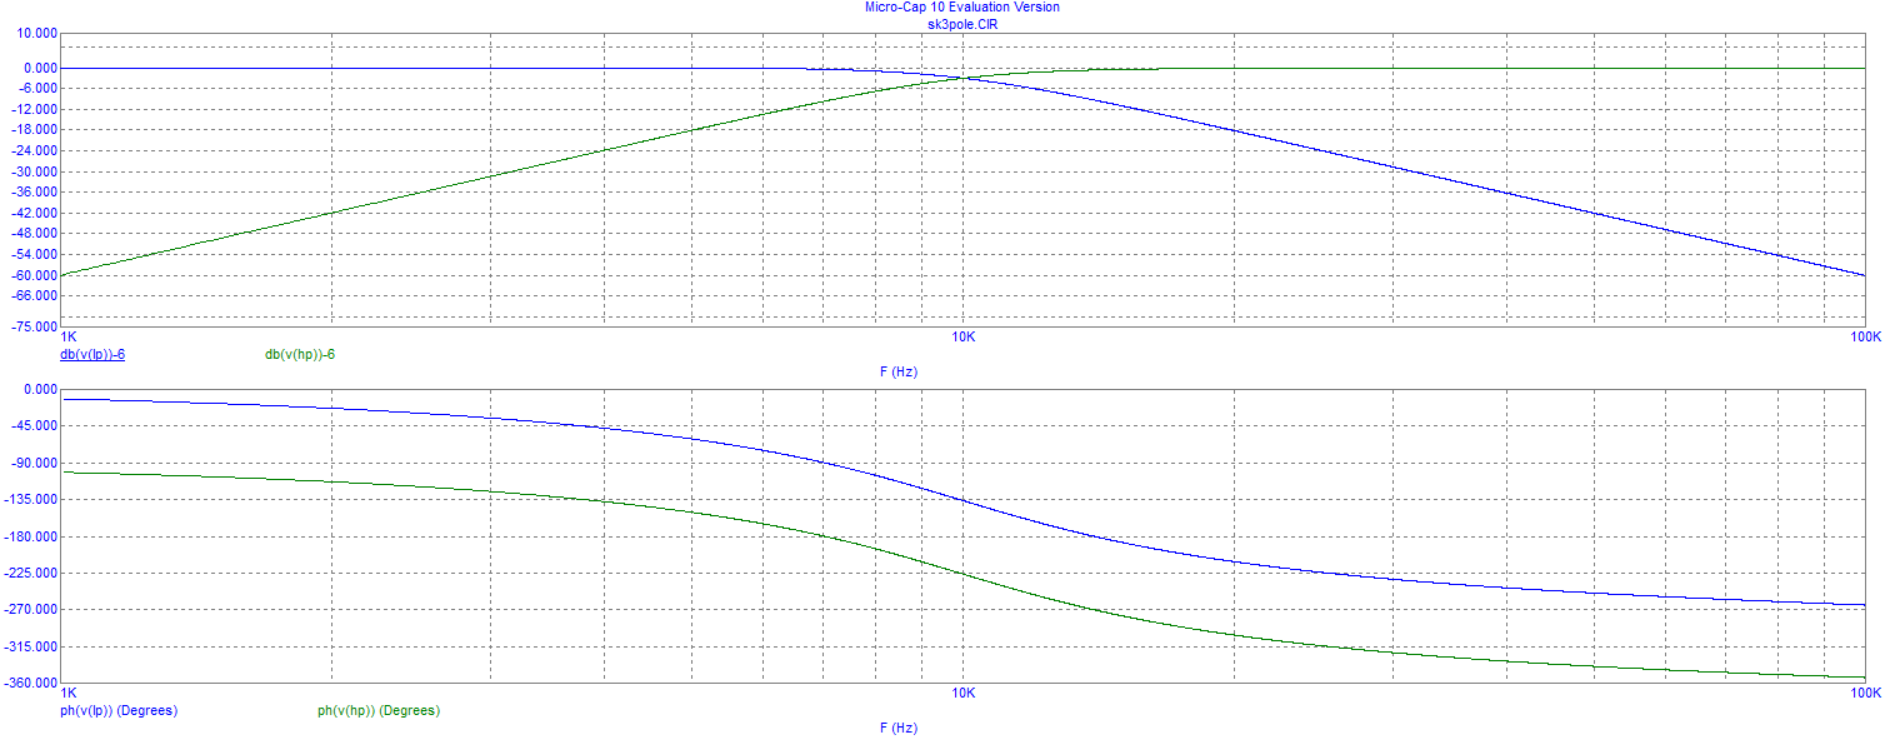 Micro-Cap 10 Evaluation Version
sk3pole.CIR
10.000
0.000
-6.000
-12.000
-18.000
-24.000
-30.000
-36.000
-42.000
-48.000
-54.000
-60.000
-66.000
-75.000
1K 10K 100K
db(v(lp))-6 db(v(hp))-6
F (Hz)
0.000
-45.000
-90.000
-135.000
-180.000
-225.000
-270.000
-315.000
-360.000
1K 10K 100K
ph(v(lp)) (Degrees) ph(v(hp)) (Degrees)
F (Hz)